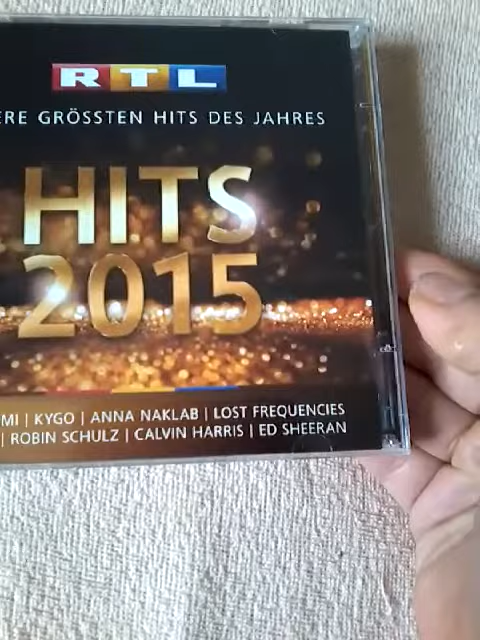 RTL
ERE GRÖSSTEN HITS DES JAHRES
HITS
2015
MI | KYGO | ANNA NAKLAB | LOST FREQUENCIES
| ROBIN SCHULZ | CALVIN HARRIS | ED SHEERAN